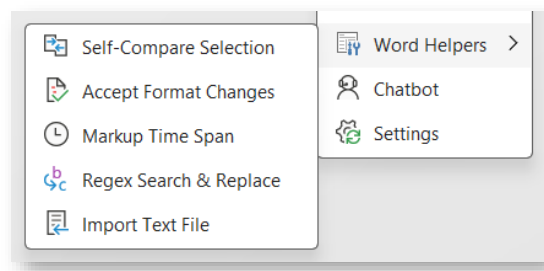 Self-Compare Selection
Accept Format Changes
Markup Time Span
Regex Search & Replace
Import Text File
Word Helpers
Chatbot
Settings